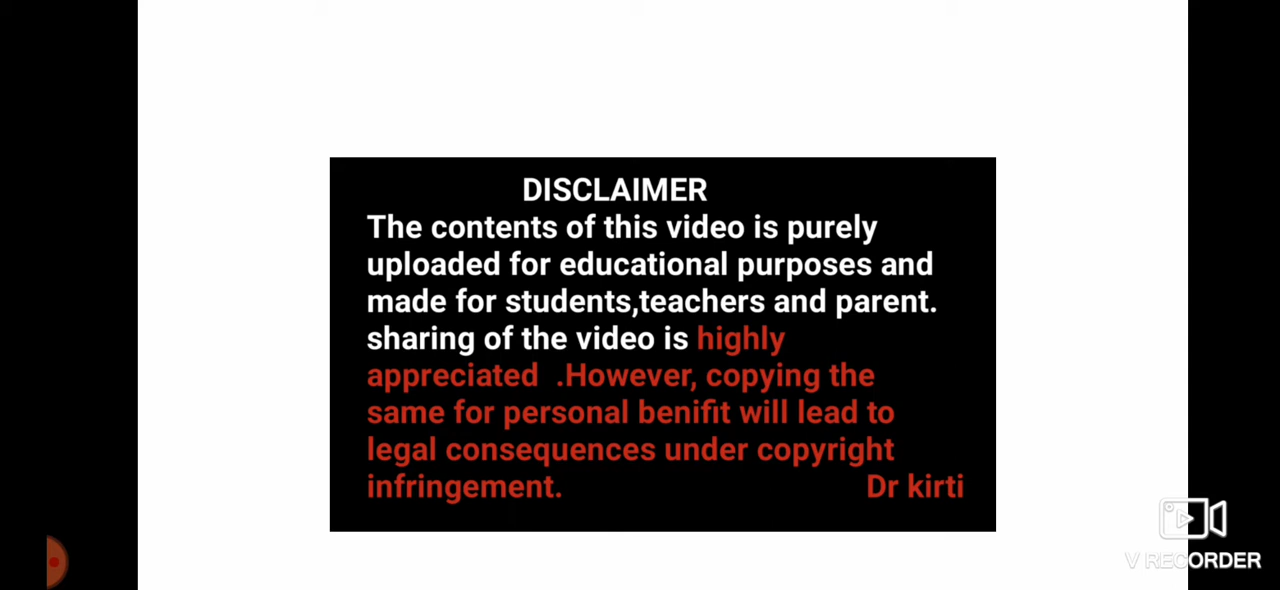 DISCLAIMER
The contents of this video is purely
uploaded for educational purposes and
made for students,teachers and parent.
sharing of the video is highly
appreciated .However, copying the
same for personal benifit will lead to
legal consequences under copyright
infringement. Dr kirti
V RECORDER